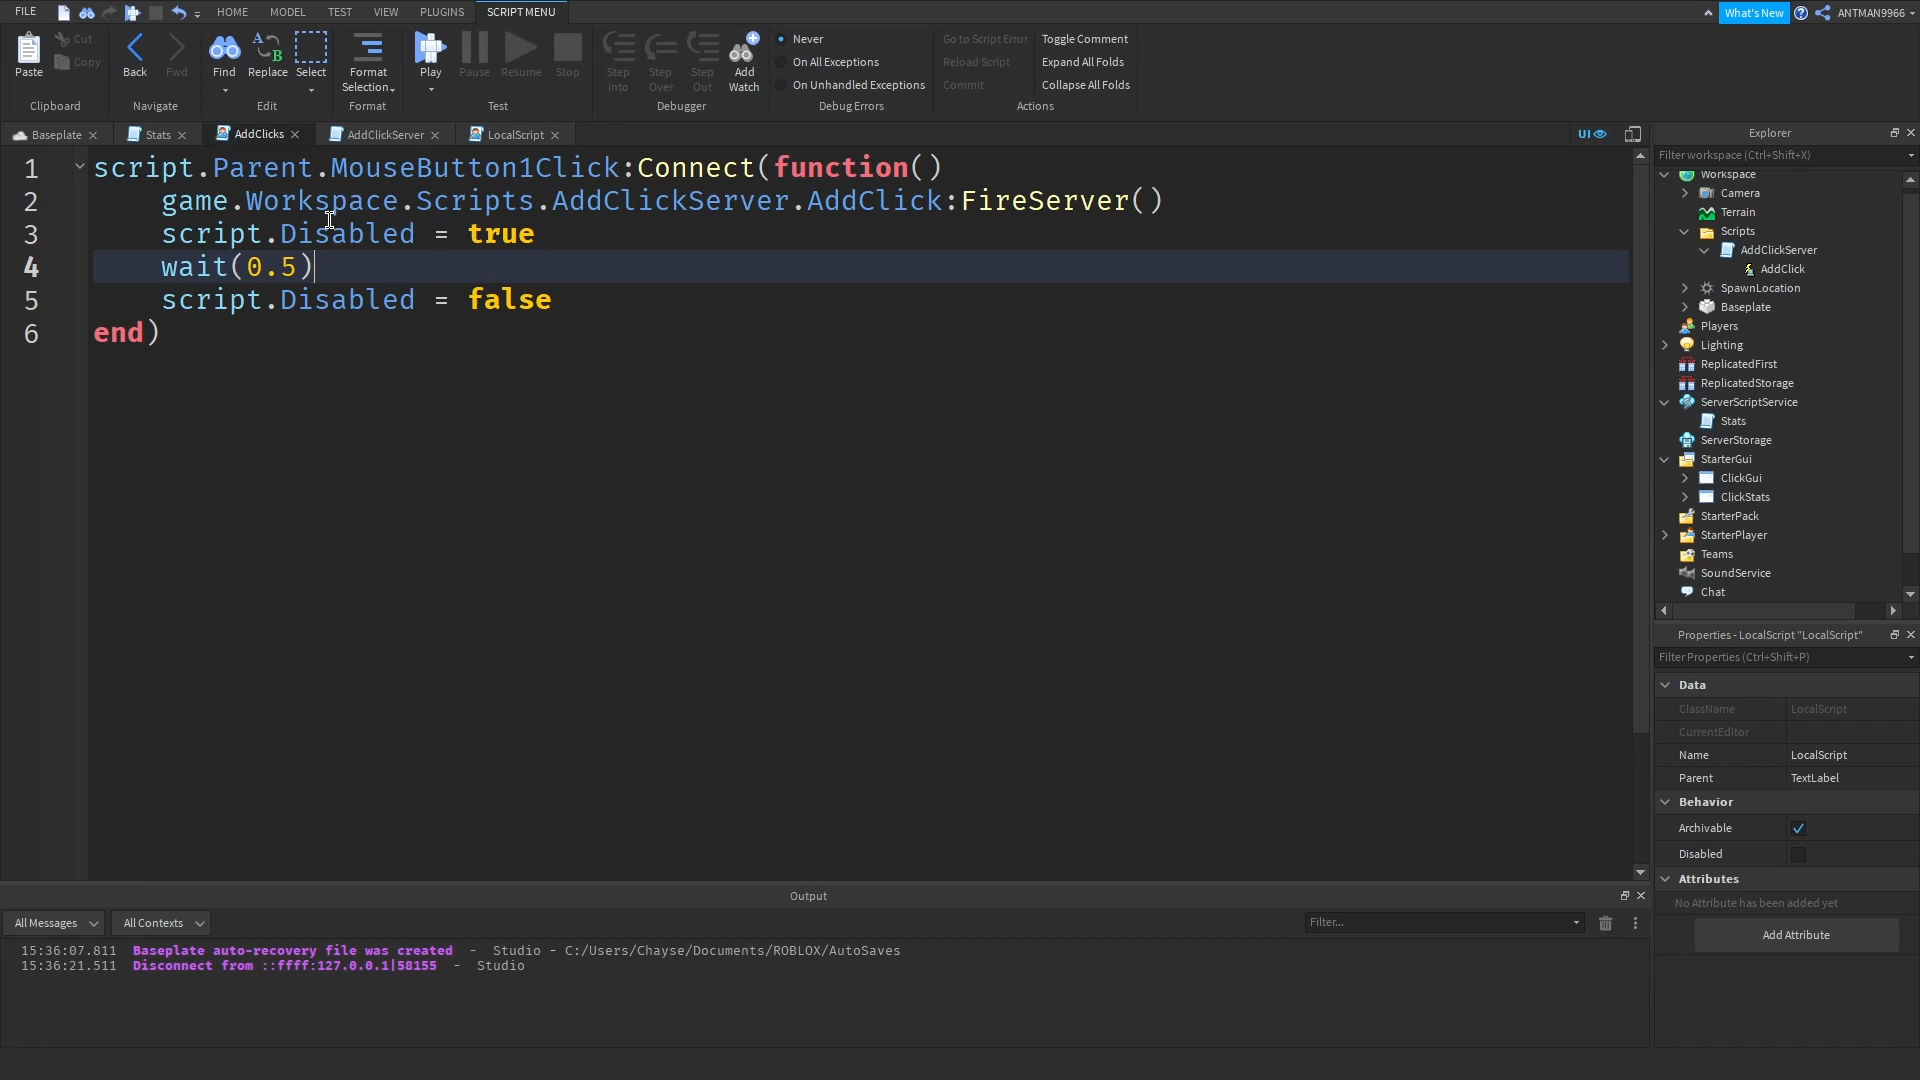 FILE HOME MODEL TEST VIEW PLUGINS SCRIPT MENU What's New ANTMAN9966
Paste Cut Copy Back Fwd Find Replace Select Format Selection Play Pause Resume Stop Step Into Step Over Step Out Add Watch
Never Go to Script Error Toggle Comment
On All Exceptions Reload Script Expand All Folds
On Unhandled Exceptions Commit Collapse All Folds
Clipboard Navigate Edit Format Test Debugger Debug Errors Actions
Baseplate Stats AddClicks AddClickServer LocalScript UI
1 script.Parent.MouseButton1Click:Connect(function()
2 game.Workspace.Scripts.AddClickServer.AddClick:FireServer()
3 script.Disabled = true
4 wait(0.5)
5 script.Disabled = false
6 end)
Explorer
Filter workspace (Ctrl+Shift+X)
Workspace
Camera
Terrain
Scripts
AddClickServer
AddClick
SpawnLocation
Baseplate
Players
Lighting
ReplicatedFirst
ReplicatedStorage
ServerScriptService
Stats
ServerStorage
StarterGui
ClickGui
ClickStats
StarterPack
StarterPlayer
Teams
SoundService
Chat
Properties - LocalScript "LocalScript"
Filter Properties (Ctrl+Shift+P)
Data
ClassName LocalScript
CurrentEditor
Name LocalScript
Parent TextLabel
Behavior
Archivable
Disabled
Attributes
No Attribute has been added yet
Add Attribute
Output
All Messages All Contexts Filter...
15:36:07.811 Baseplate auto-recovery file was created - Studio - C:/Users/Chayse/Documents/ROBLOX/AutoSaves
15:36:21.511 Disconnect from ::ffff:127.0.0.1|58155 - Studio